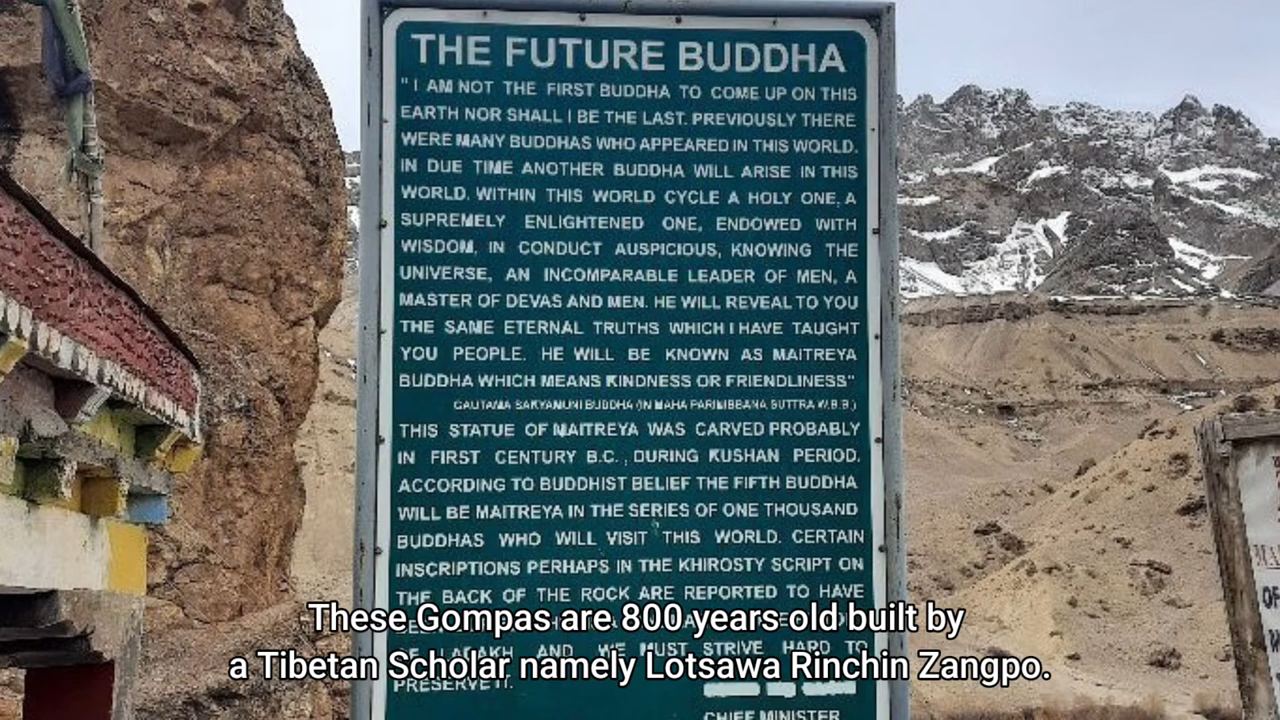 THE FUTURE BUDDHA
" I AM NOT THE FIRST BUDDHA TO COME UP ON THIS
EARTH NOR SHALL I BE THE LAST. PREVIOUSLY THERE
WERE MANY BUDDHAS WHO APPEARED IN THIS WORLD.
IN DUE TIME ANOTHER BUDDHA WILL ARISE IN THIS
WORLD. WITHIN THIS WORLD CYCLE A HOLY ONE, A
SUPREMELY ENLIGHTENED ONE, ENDOWED WITH
WISDOM, IN CONDUCT AUSPICIOUS, KNOWING THE
UNIVERSE, AN INCOMPARABLE LEADER OF MEN, A
MASTER OF DEVAS AND MEN. HE WILL REVEAL TO YOU
THE SAME ETERNAL TRUTHS WHICH I HAVE TAUGHT
YOU PEOPLE. HE WILL BE KNOWN AS MAITREYA
BUDDHA WHICH MEANS KINDNESS OR FRIENDLINESS"
GAUTAMA SAKYAMUNI BUDDHA (IN MAHA PARINIBBANA SUTTRA W.B.B.)
THIS STATUE OF MAITREYA WAS CARVED PROBABLY
IN FIRST CENTURY B.C., DURING KUSHAN PERIOD.
ACCORDING TO BUDDHIST BELIEF THE FIFTH BUDDHA
WILL BE MAITREYA IN THE SERIES OF ONE THOUSAND
BUDDHAS WHO WILL VISIT THIS WORLD. CERTAIN
INSCRIPTIONS PERHAPS IN THE KHIROSTY SCRIPT ON
THE BACK OF THE ROCK ARE REPORTED TO HAVE
OF LADAKH AND WE MUST STRIVE HARD TO
PRESERVE IT.
CHIEF MINISTER
These Gompas are 800 years old built by
a Tibetan Scholar namely Lotsawa Rinchin Zangpo.